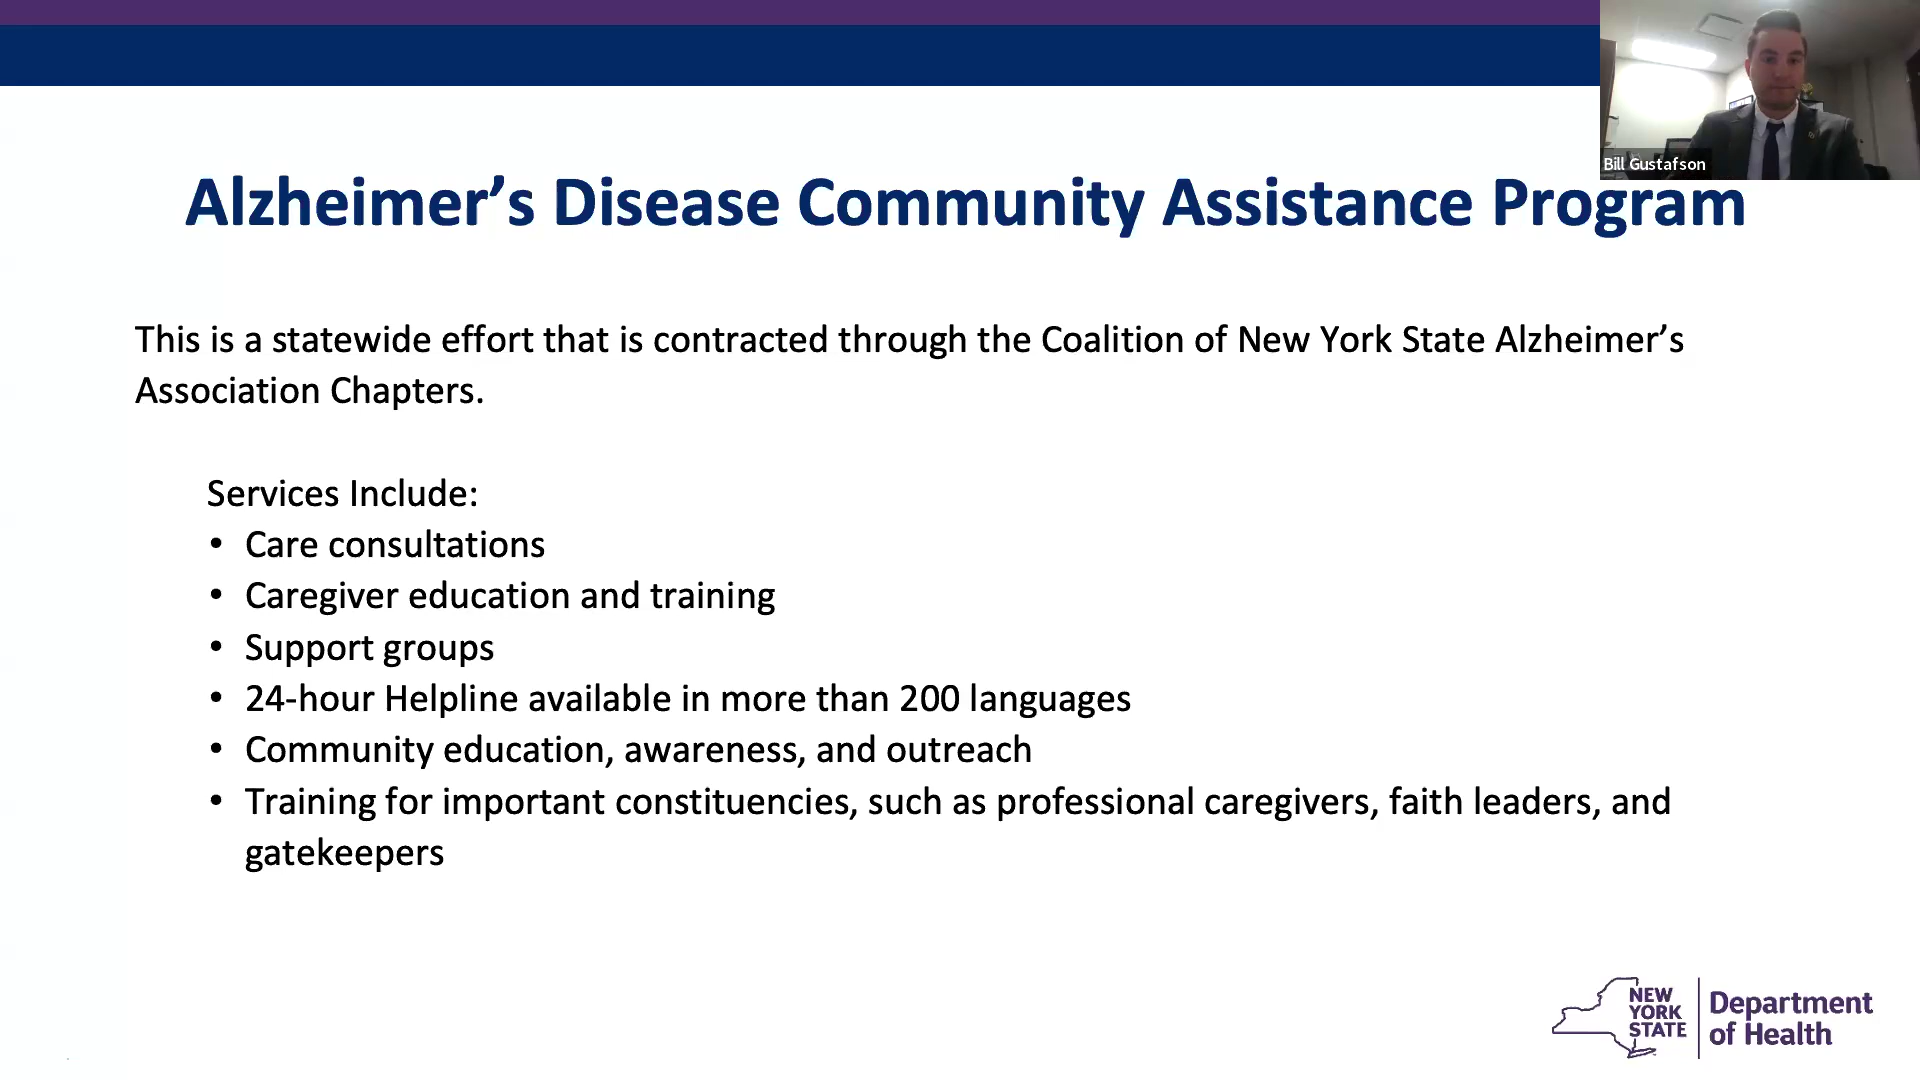 Bill Gustafson
Alzheimer’s Disease Community Assistance Program
This is a statewide effort that is contracted through the Coalition of New York State Alzheimer’s
Association Chapters.
Services Include:
• Care consultations
• Caregiver education and training
• Support groups
• 24-hour Helpline available in more than 200 languages
• Community education, awareness, and outreach
• Training for important constituencies, such as professional caregivers, faith leaders, and
gatekeepers
NEW
YORK
STATE
Department
of Health